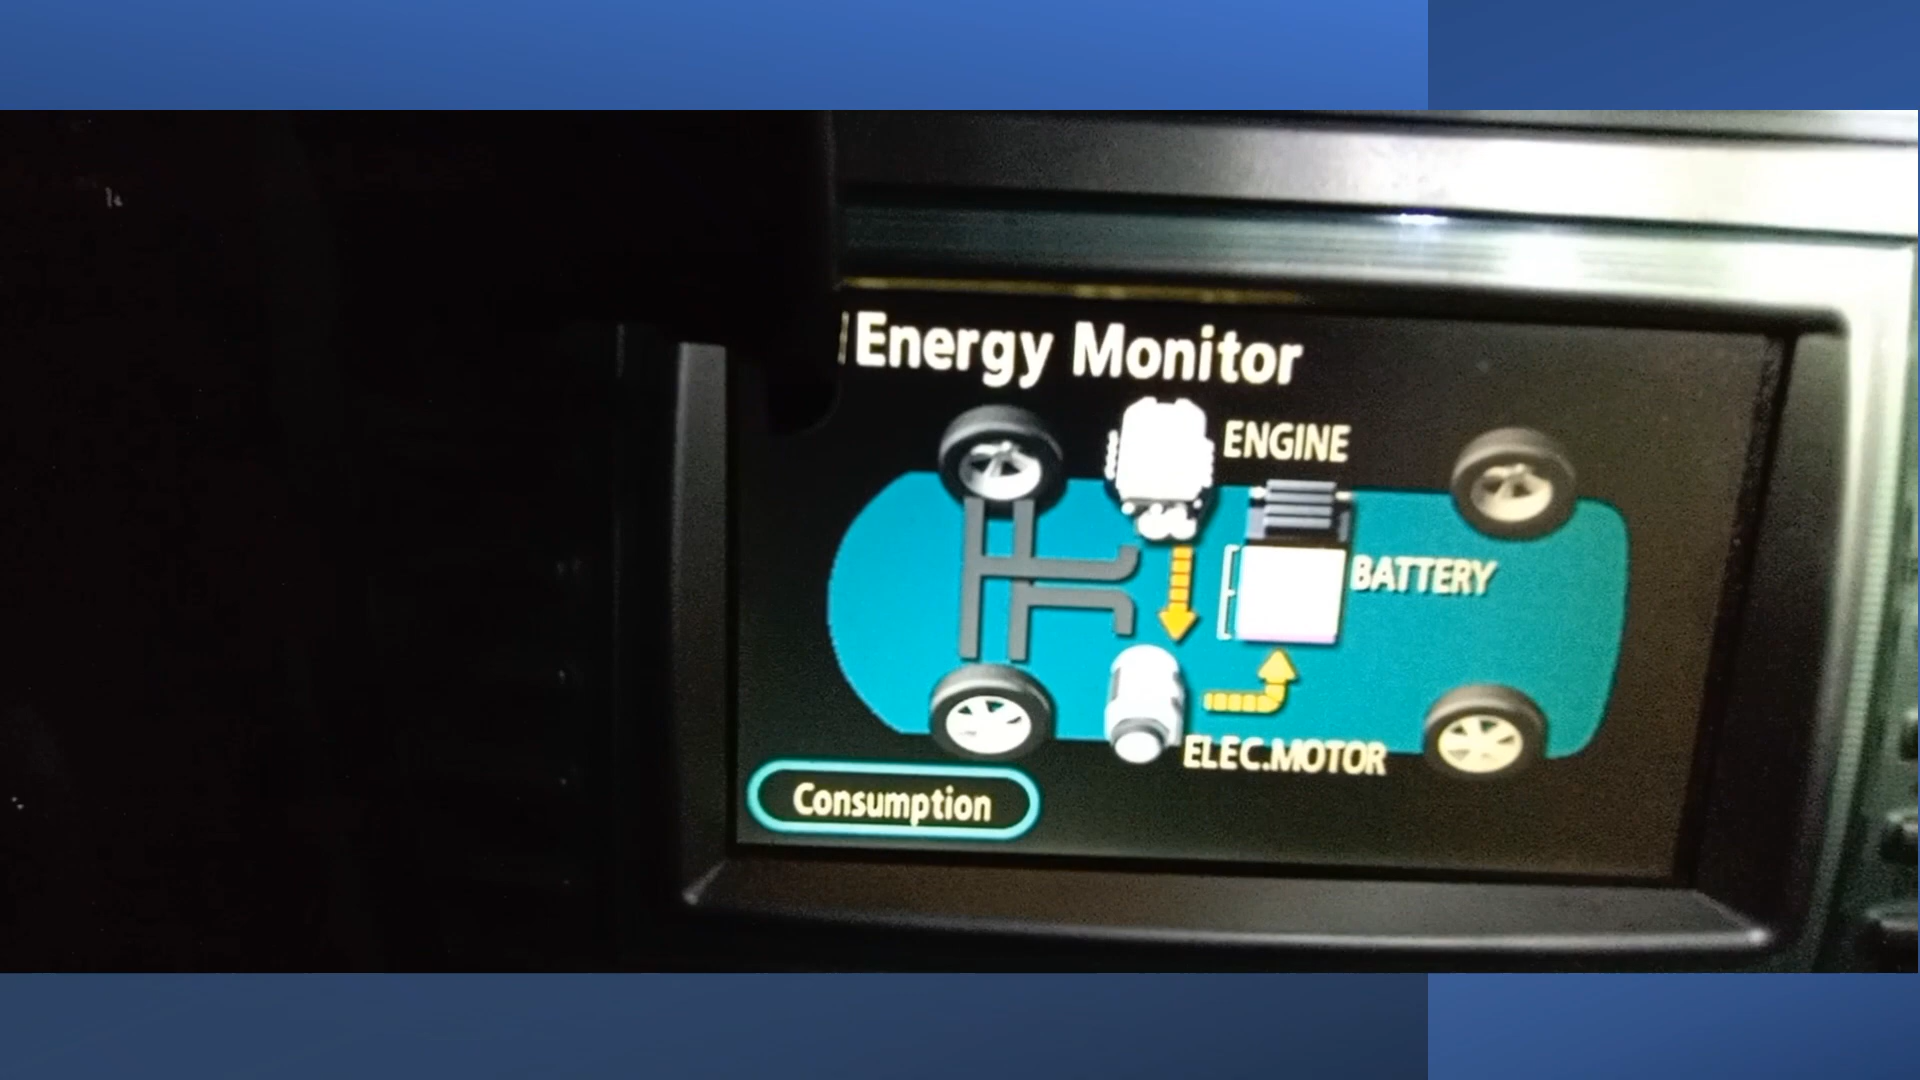 Energy Monitor
ENGINE
BATTERY
ELEC.MOTOR
Consumption